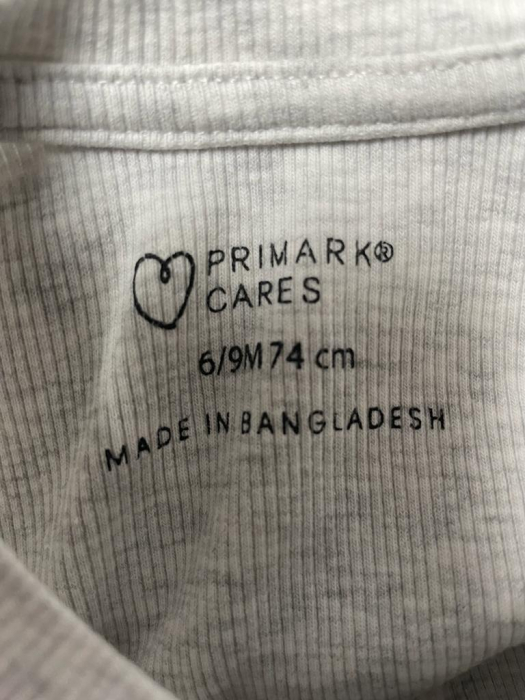 PRIMARK®
CARES
6/9M 74 cm
MADE IN BANGLADESH